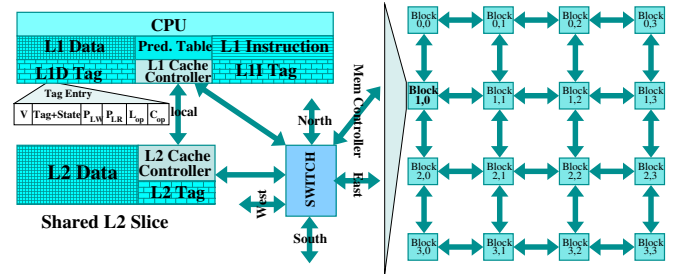 CPU
L1 Data
Pred. Table
L1 Instruction
L1D Tag
L1 Cache
Controller
L1I Tag
Tag Entry
V
Tag+State
PLW
PLR
Lop
Cop
local
North
Mem Controller
L2 Data
L2 Cache
Controller
L2 Tag
SWITCH
West
East
South
Shared L2 Slice
Block
0,0
Block
0,1
Block
0,2
Block
0,3
Block
1,0
Block
1,1
Block
1,2
Block
1,3
Block
2,0
Block
2,1
Block
2,2
Block
2,3
Block
3,0
Block
3,1
Block
3,2
Block
3,3